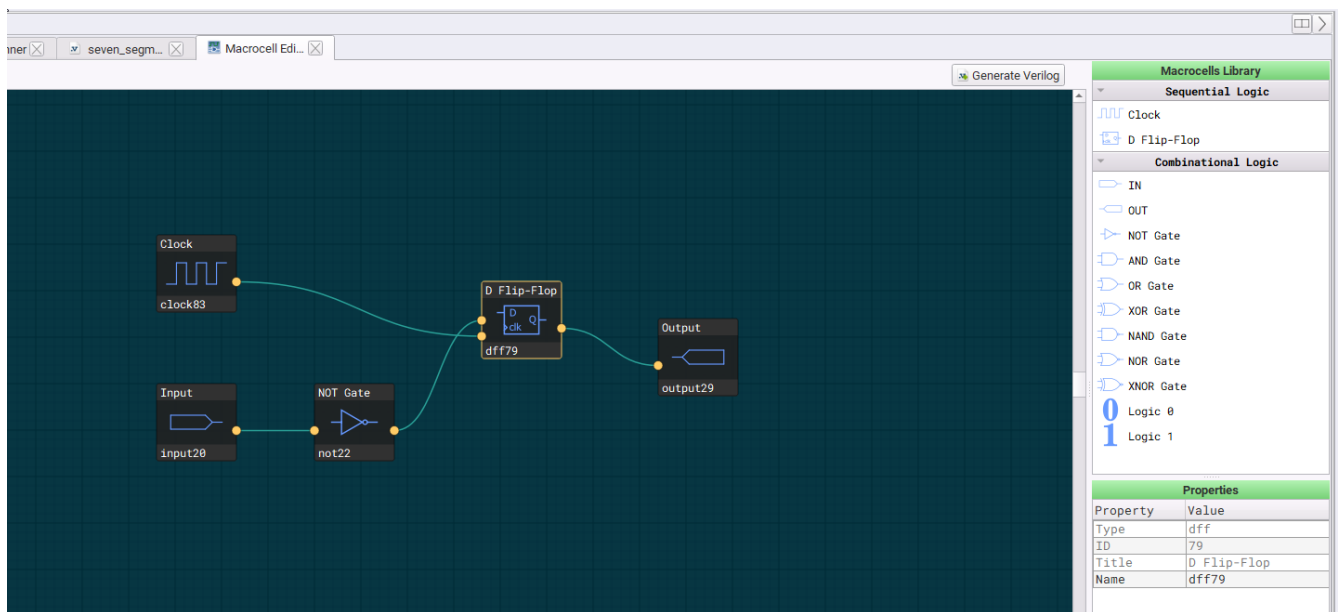 nner
seven_segm...
Macrocell Edi...
Generate Verilog
Macrocells Library
Sequential Logic
Clock
D Flip-Flop
Combinational Logic
IN
OUT
NOT Gate
AND Gate
OR Gate
XOR Gate
NAND Gate
NOR Gate
XNOR Gate
0 Logic 0
1 Logic 1
Clock
clock83
D Flip-Flop
D Q
clk
dff79
Output
output29
Input
input20
NOT Gate
not22
Properties
Property Value
Type dff
ID 79
Title D Flip-Flop
Name dff79